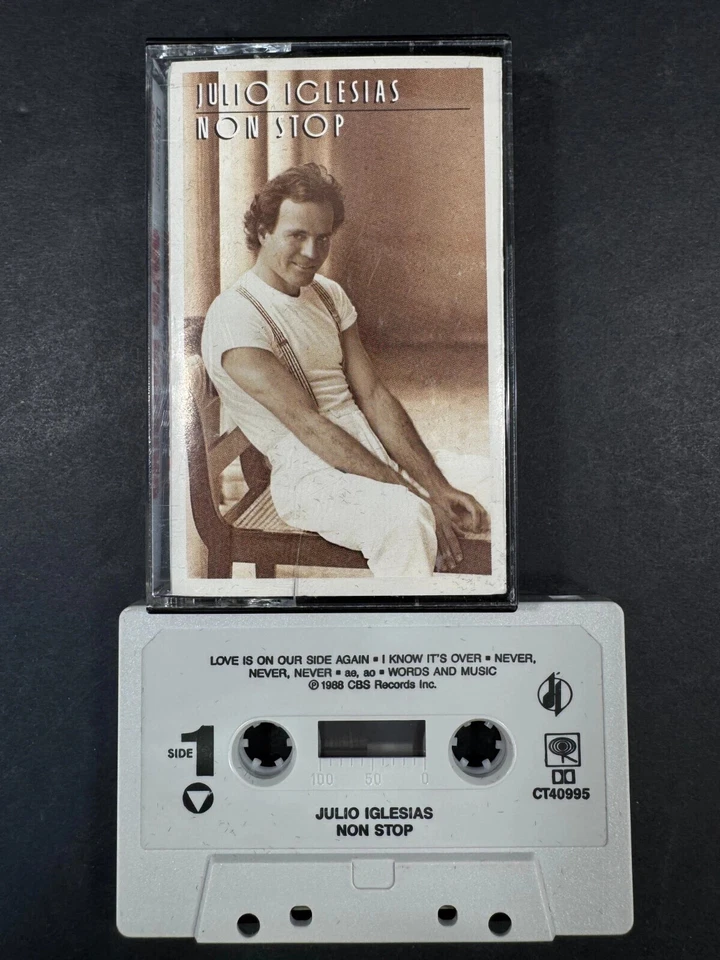 JULIO IGLESIAS
NON STOP
LOVE IS ON OUR SIDE AGAIN ▪ I KNOW IT'S OVER ▪ NEVER,
NEVER, NEVER ▪ ae, ao ▪ WORDS AND MUSIC
℗ 1988 CBS Records Inc.
SIDE 1
100 50 0
CT40995
JULIO IGLESIAS
NON STOP